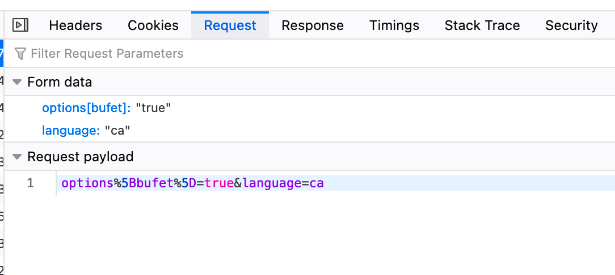 Headers Cookies Request Response Timings Stack Trace Security
Filter Request Parameters
Form data
options[bufet]: "true"
language: "ca"
Request payload
1 options%5Bbufet%5D=true&language=ca